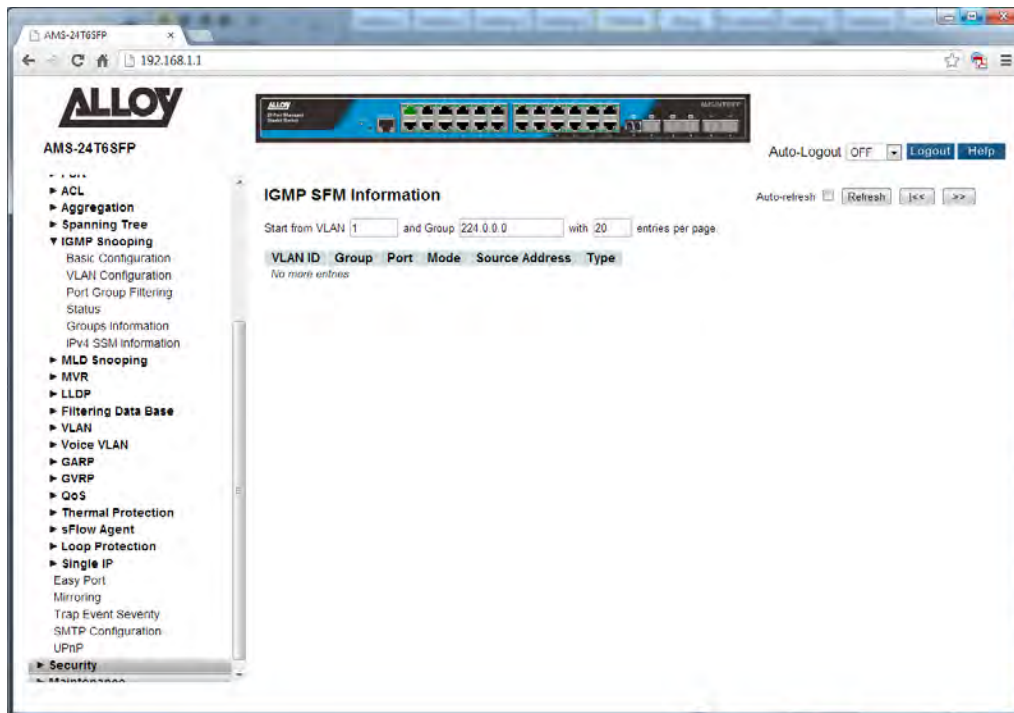 AMS-24T6SFP
192.168.1.1
ALLOY
ALLOY
AMS-24T6SFP
Auto-Logout OFF Logout Help
ACL
Aggregation
Spanning Tree
IGMP Snooping
Basic Configuration
VLAN Configuration
Port Group Filtering
Status
Groups Information
IPv4 SSM Information
MLD Snooping
MVR
LLDP
Filtering Data Base
VLAN
Voice VLAN
GARP
GVRP
QoS
Thermal Protection
sFlow Agent
Loop Protection
Single IP
Easy Port
Mirroring
Trap Event Severity
SMTP Configuration
UPnP
Security
Maintenance
IGMP SFM Information
Auto-refresh Refresh |<< >>
Start from VLAN 1 and Group 224.0.0.0 with 20 entries per page.
VLAN ID Group Port Mode Source Address Type
No more entries